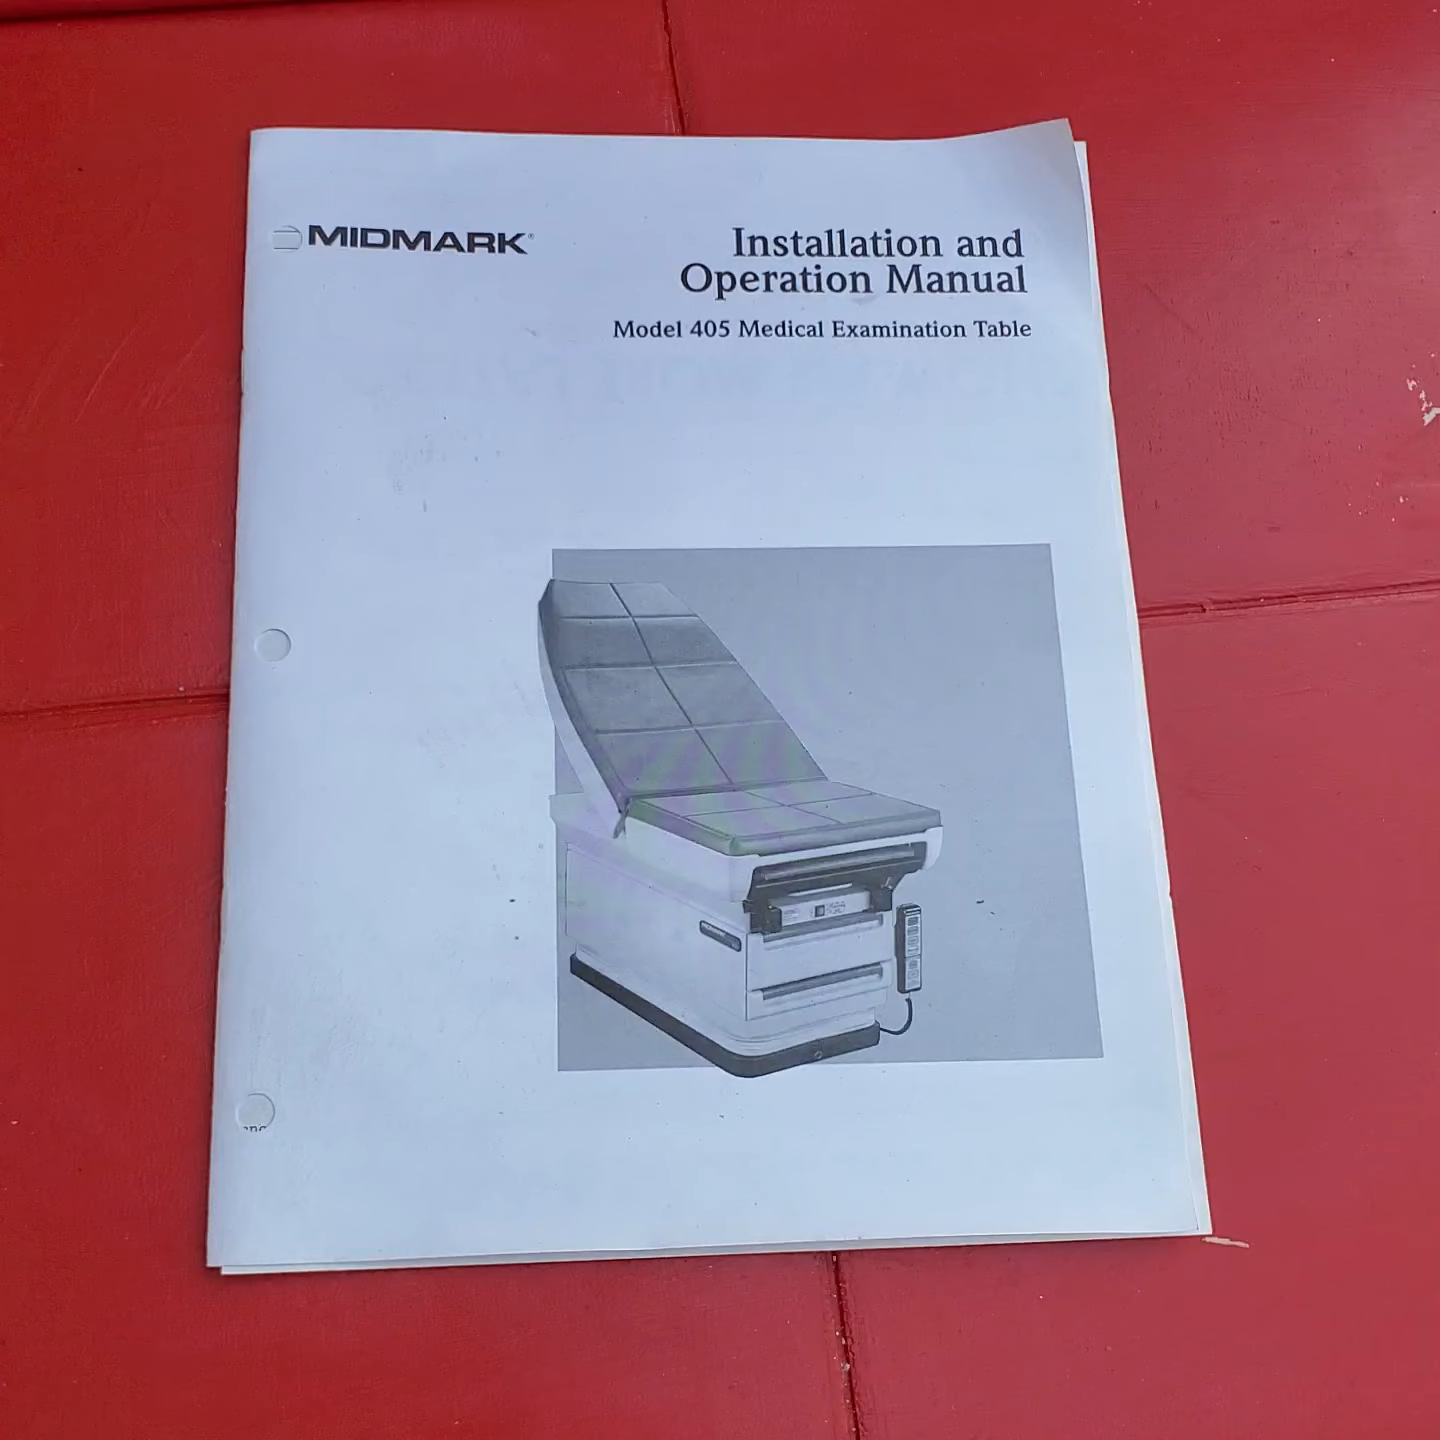 MIDMARK®
Installation and
Operation Manual
Model 405 Medical Examination Table